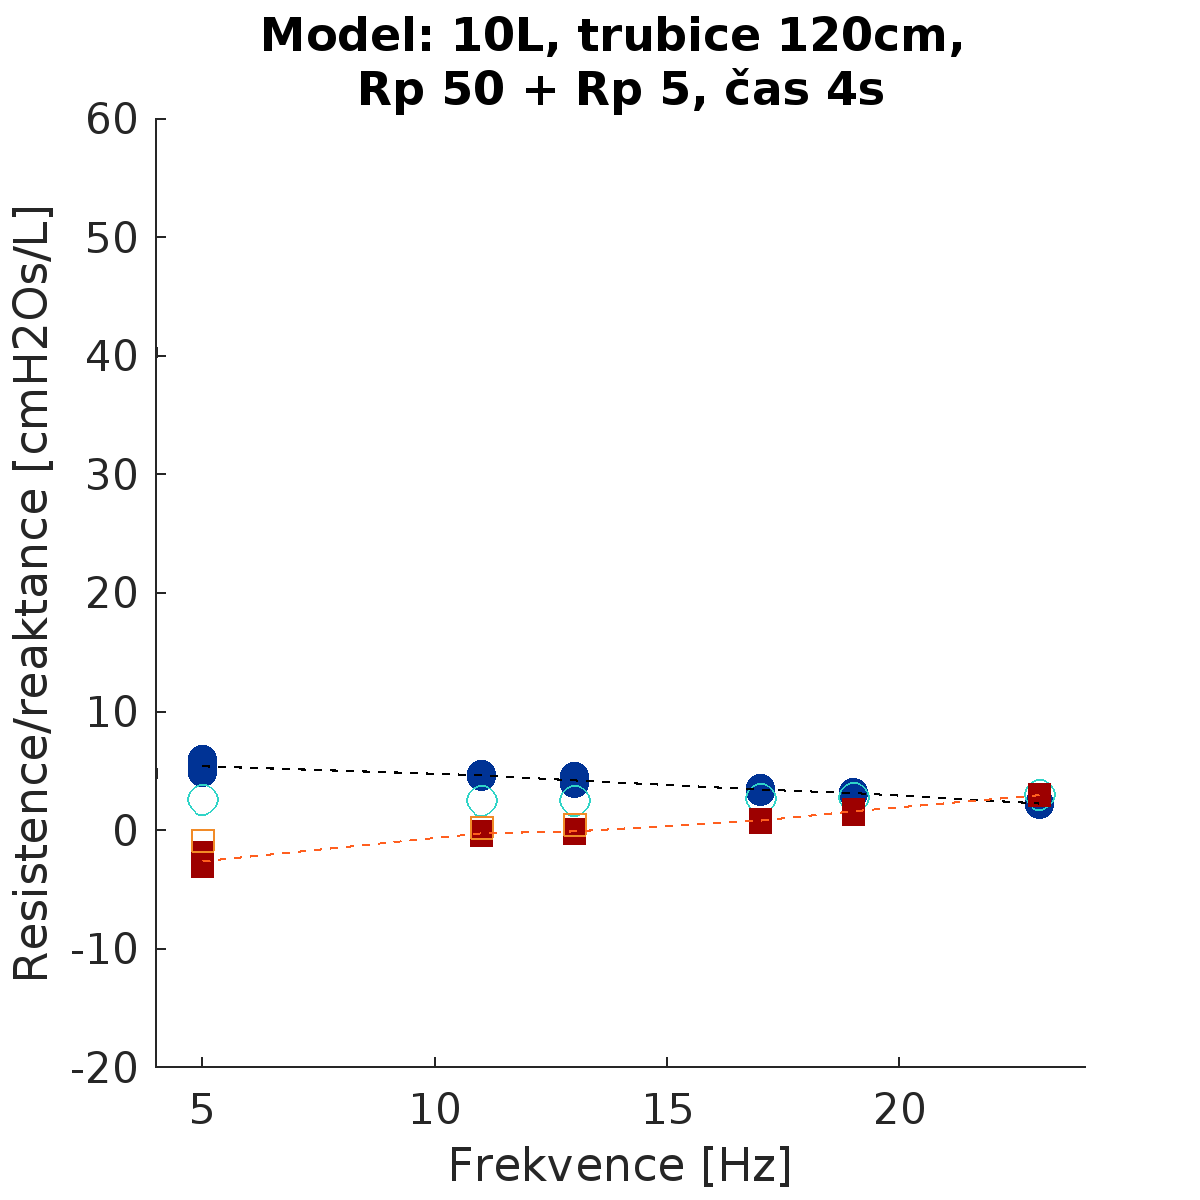 Model: 10L, trubice 120cm,
Rp 50 + Rp 5, čas 4s
60
50
40
30
20
10
0
-10
-20
Resistence/reaktance [cmH2Os/L]
5 10 15 20
Frekvence [Hz]